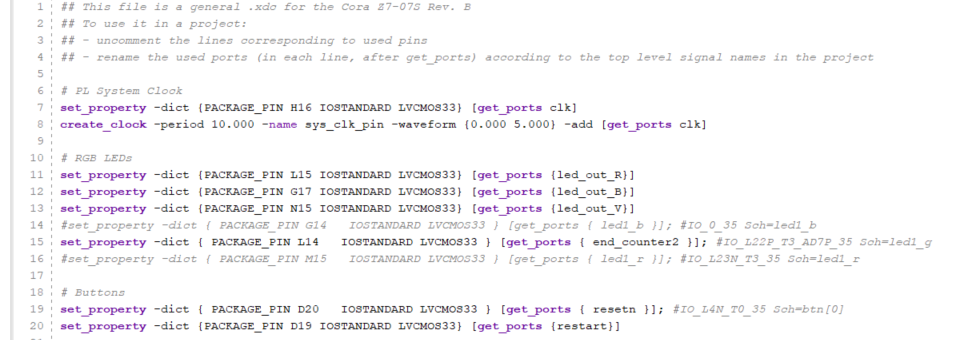 1 ## This file is a general .xdc for the Cora Z7-07S Rev. B
2 ## To use it in a project:
3 ## - uncomment the lines corresponding to used pins
4 ## - rename the used ports (in each line, after get_ports) according to the top level signal names in the project
5
6 # PL System Clock
7 set_property -dict {PACKAGE_PIN H16 IOSTANDARD LVCMOS33} [get_ports clk]
8 create_clock -period 10.000 -name sys_clk_pin -waveform {0.000 5.000} -add [get_ports clk]
9
10 # RGB LEDs
11 set_property -dict {PACKAGE_PIN L15 IOSTANDARD LVCMOS33} [get_ports {led_out_R}]
12 set_property -dict {PACKAGE_PIN G17 IOSTANDARD LVCMOS33} [get_ports {led_out_B}]
13 set_property -dict {PACKAGE_PIN N15 IOSTANDARD LVCMOS33} [get_ports {led_out_V}]
14 #set_property -dict { PACKAGE_PIN G14   IOSTANDARD LVCMOS33 } [get_ports { led1_b }]; #IO_0_35 Sch=led1_b
15 set_property -dict { PACKAGE_PIN L14   IOSTANDARD LVCMOS33 } [get_ports { end_counter2 }]; #IO_L22P_T3_AD7P_35 Sch=led1_g
16 #set_property -dict { PACKAGE_PIN M15   IOSTANDARD LVCMOS33 } [get_ports { led1_r }]; #IO_L23N_T3_35 Sch=led1_r
17
18 # Buttons
19 set_property -dict { PACKAGE_PIN D20   IOSTANDARD LVCMOS33 } [get_ports { resetn }]; #IO_L4N_T0_35 Sch=btn[0]
20 set_property -dict {PACKAGE_PIN D19 IOSTANDARD LVCMOS33} [get_ports {restart}]